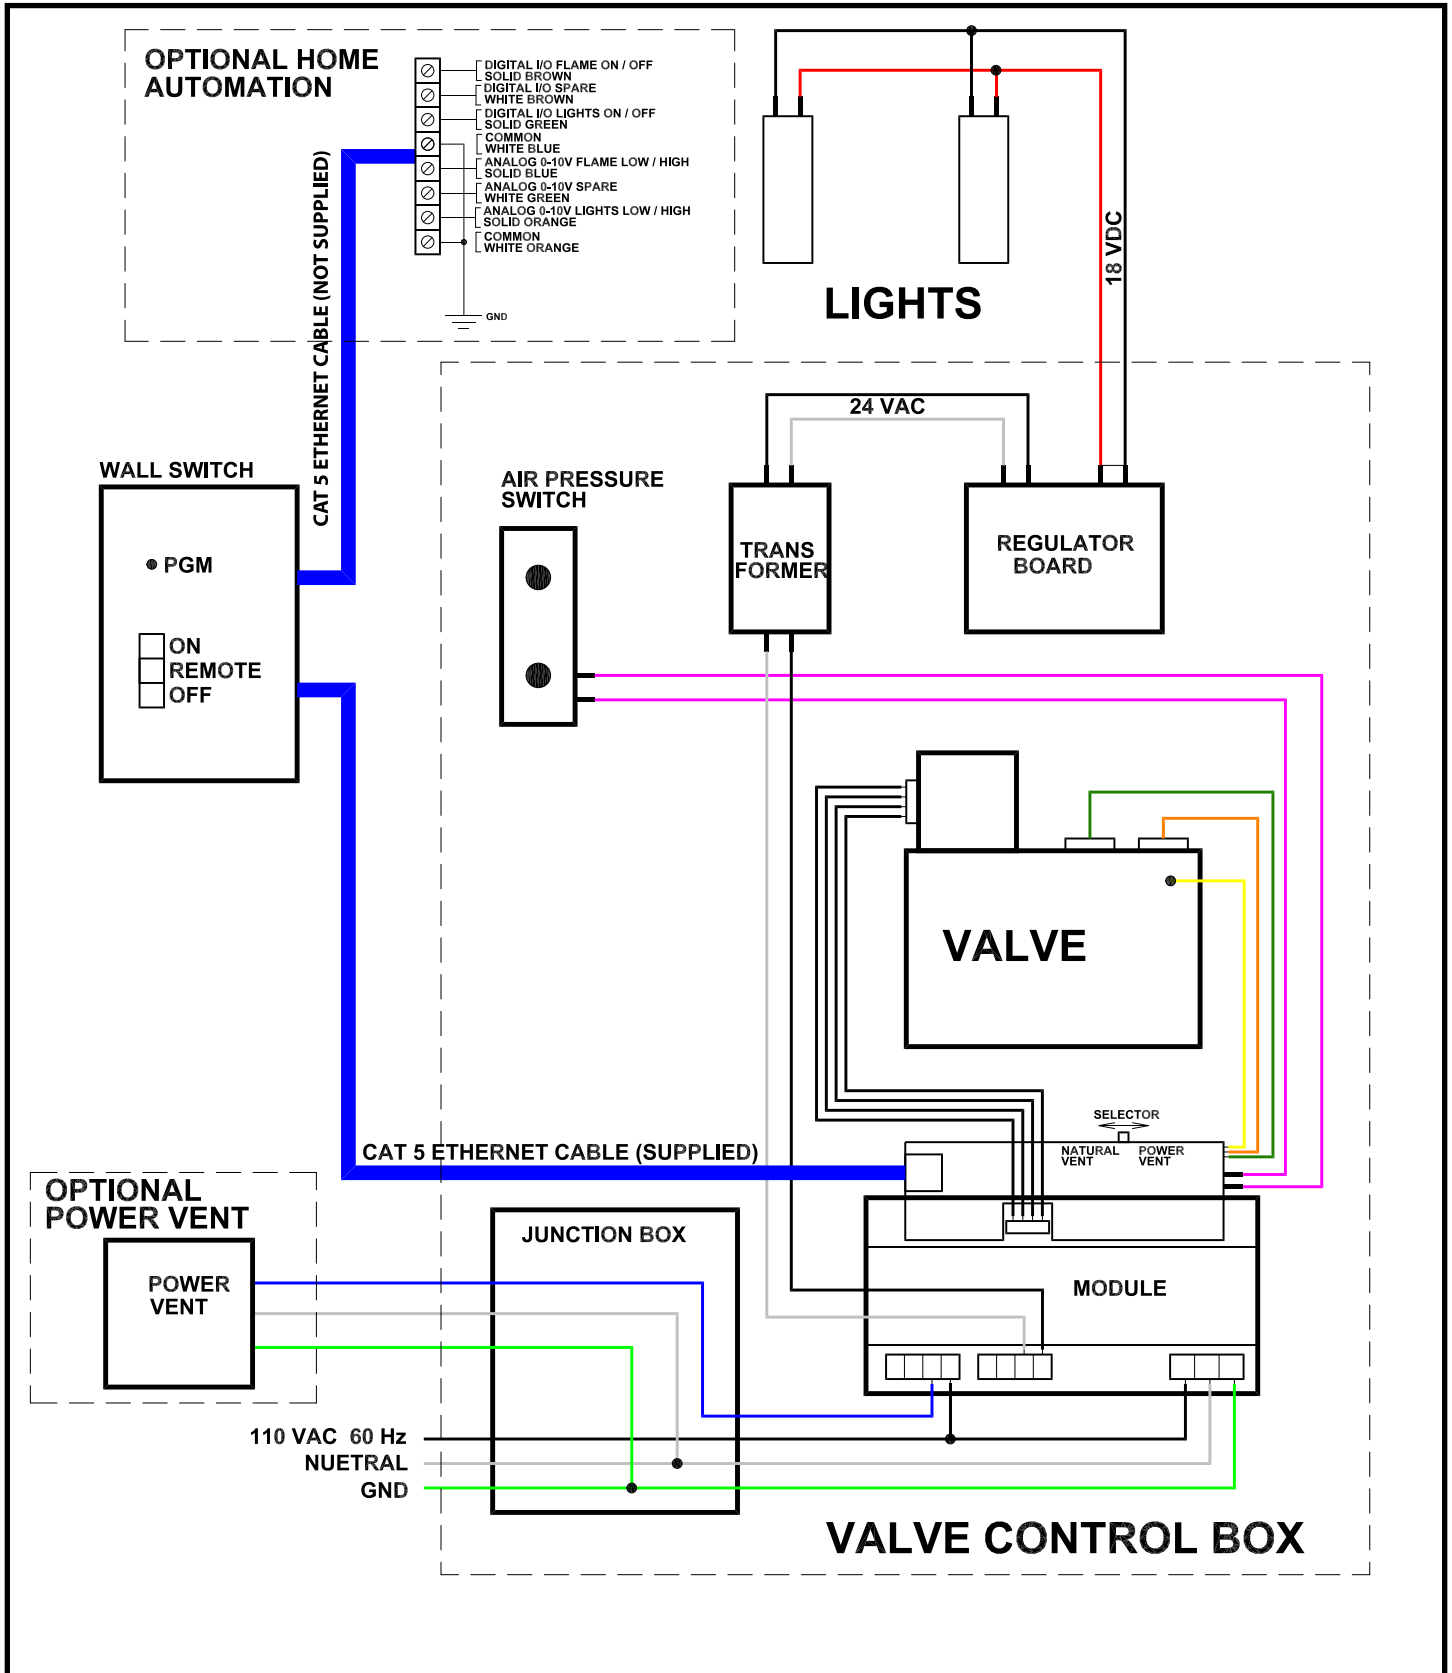 OPTIONAL HOME
AUTOMATION
DIGITAL I/O FLAME ON / OFF
SOLID BROWN
DIGITAL I/O SPARE
WHITE BROWN
DIGITAL I/O LIGHTS ON / OFF
SOLID GREEN
COMMON
WHITE BLUE
ANALOG 0-10V FLAME LOW / HIGH
SOLID BLUE
ANALOG 0-10V SPARE
WHITE GREEN
ANALOG 0-10V LIGHTS LOW / HIGH
SOLID ORANGE
COMMON
WHITE ORANGE
GND
CAT 5 ETHERNET CABLE (NOT SUPPLIED)
LIGHTS
18 VDC
24 VAC
WALL SWITCH
PGM
ON
REMOTE
OFF
AIR PRESSURE
SWITCH
TRANS
FORMER
REGULATOR
BOARD
VALVE
SELECTOR
NATURAL
VENT
POWER
VENT
CAT 5 ETHERNET CABLE (SUPPLIED)
OPTIONAL
POWER VENT
POWER
VENT
JUNCTION BOX
MODULE
110 VAC 60 Hz
NUETRAL
GND
VALVE CONTROL BOX